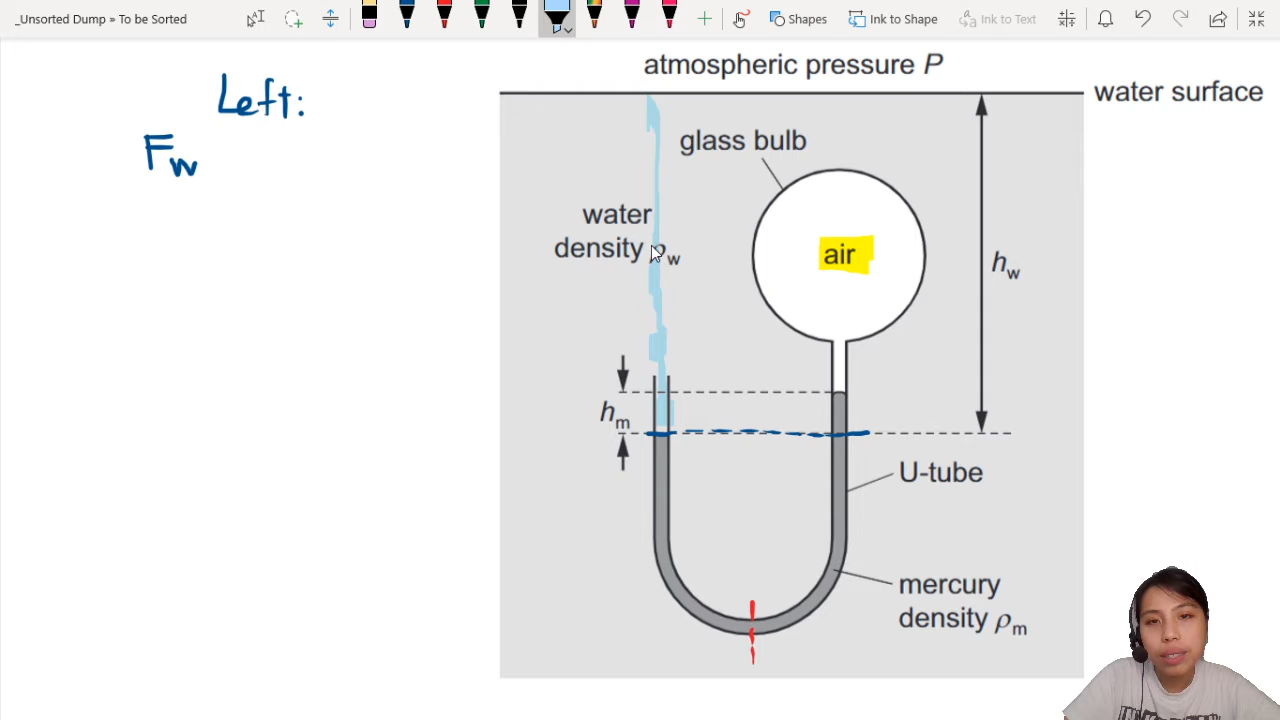 _Unsorted Dump » To be Sorted
Shapes
Ink to Shape
Ink to Text
Left:
Fw
atmospheric pressure P
water surface
glass bulb
water
density ρw
air
hw
hm
U-tube
mercury
density ρm